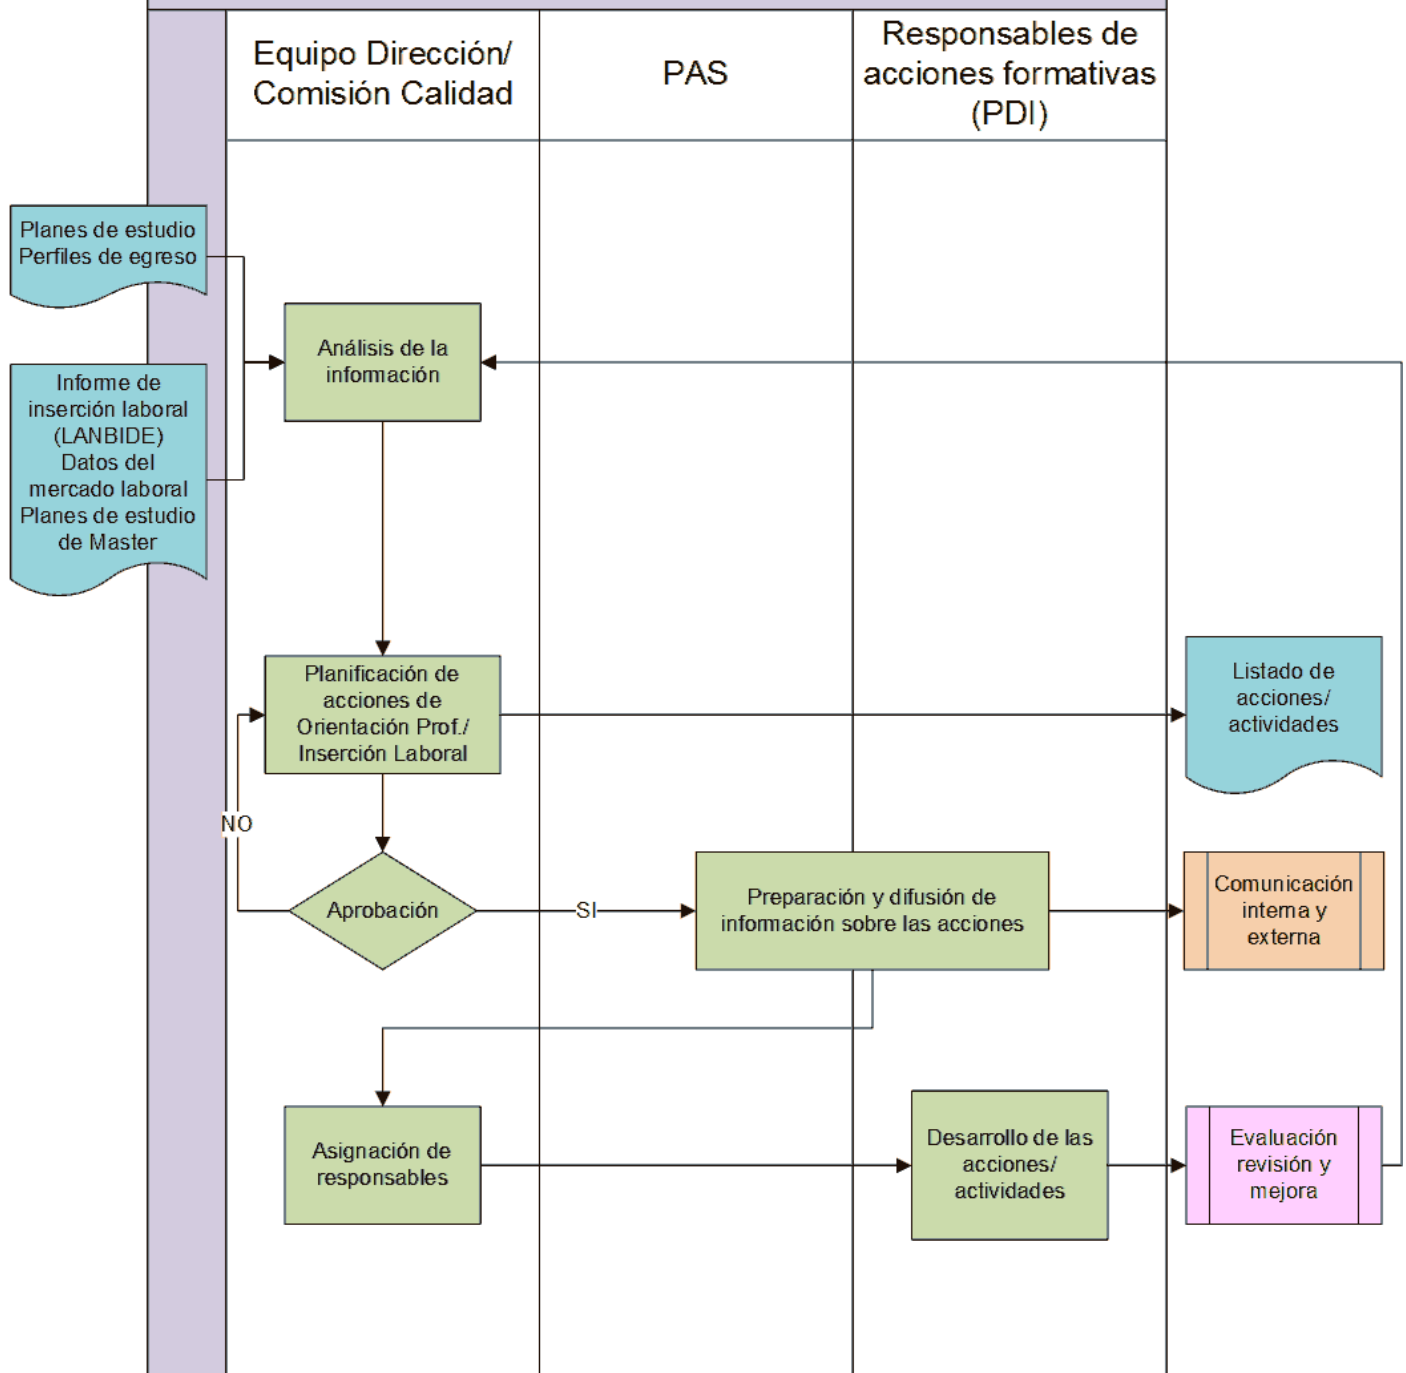 Equipo Dirección/
Comisión Calidad
PAS
Responsables de
acciones formativas
(PDI)
Planes de estudio
Perfiles de egreso
Análisis de la
información
Informe de
inserción laboral
(LANBIDE)
Datos del
mercado laboral
Planes de estudio
de Master
Planificación de
acciones de
Orientación Prof./
Inserción Laboral
Listado de
acciones/
actividades
NO
Aprobación
SI
Preparación y difusión de
información sobre las acciones
Comunicación
interna y
externa
Asignación de
responsables
Desarrollo de las
acciones/
actividades
Evaluación
revisión y
mejora